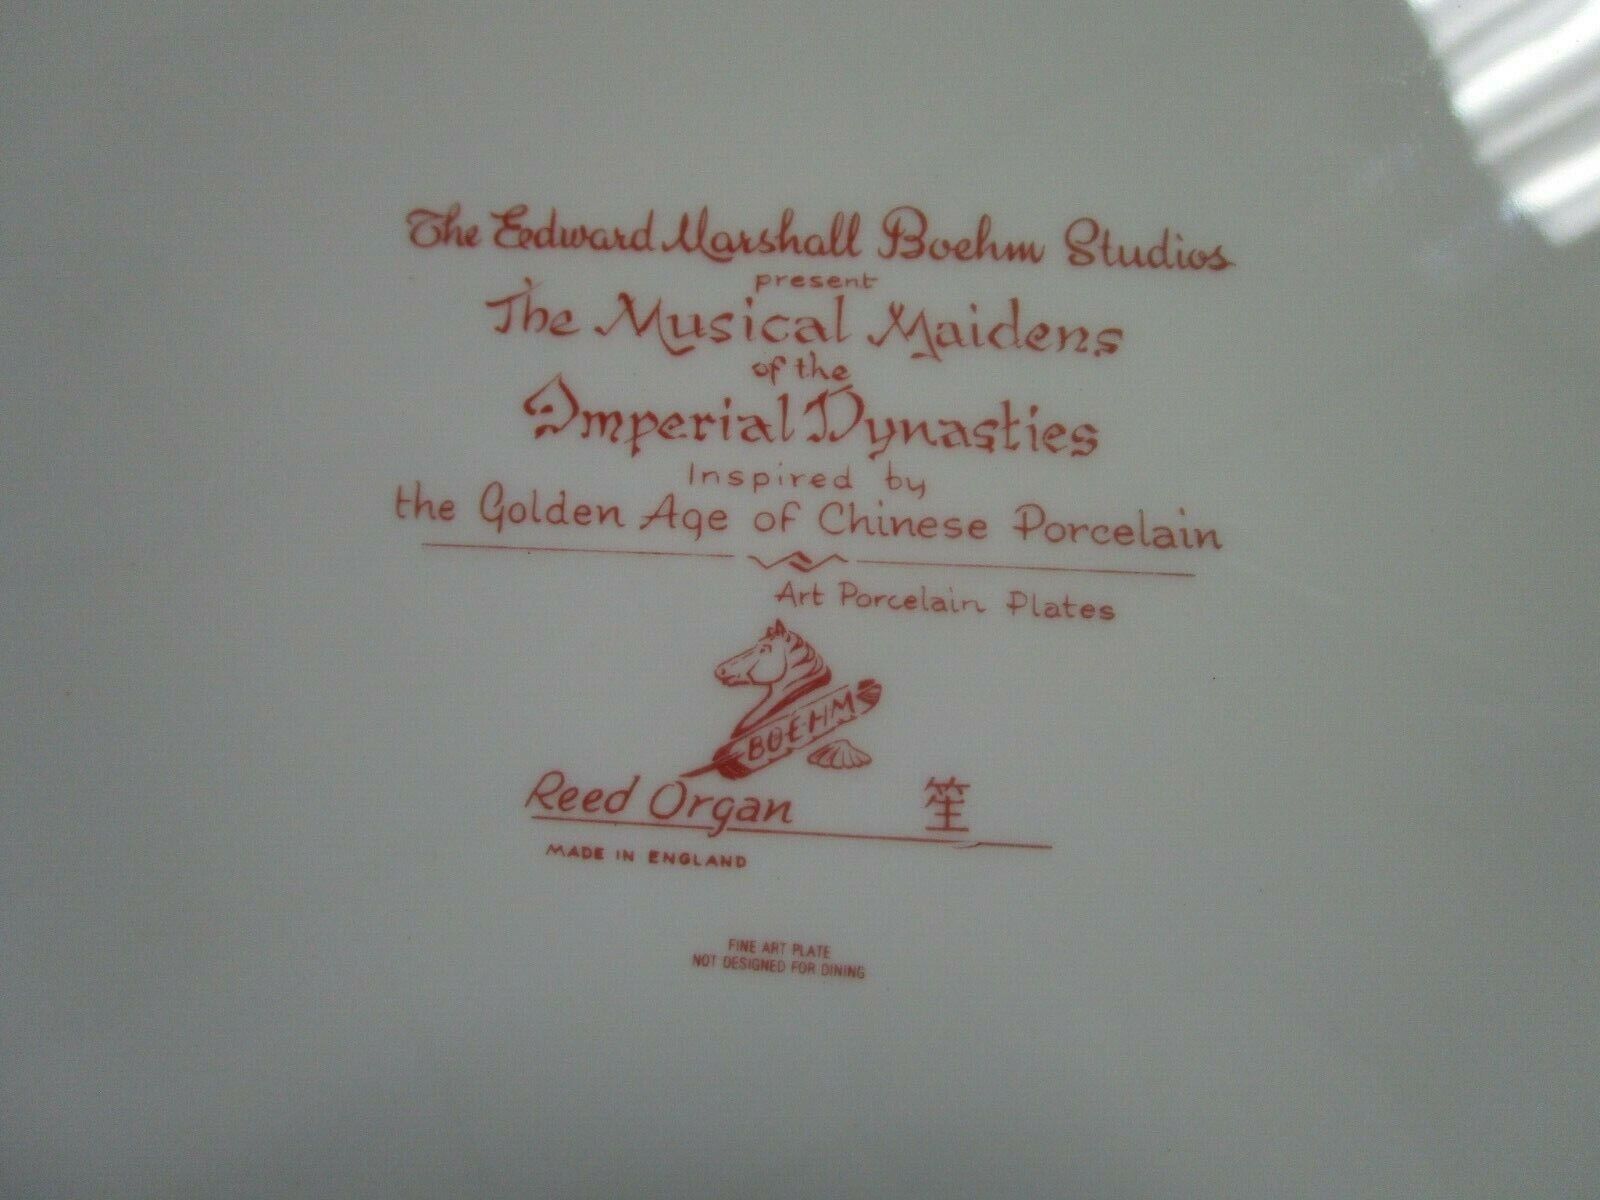 The Edward Marshall Boehm Studios
present
The Musical Maidens
of the
Imperial Dynasties
Inspired by
the Golden Age of Chinese Porcelain
Art Porcelain Plates
BOEHM
Reed Organ 笙
MADE IN ENGLAND
FINE ART PLATE
NOT DESIGNED FOR DINING